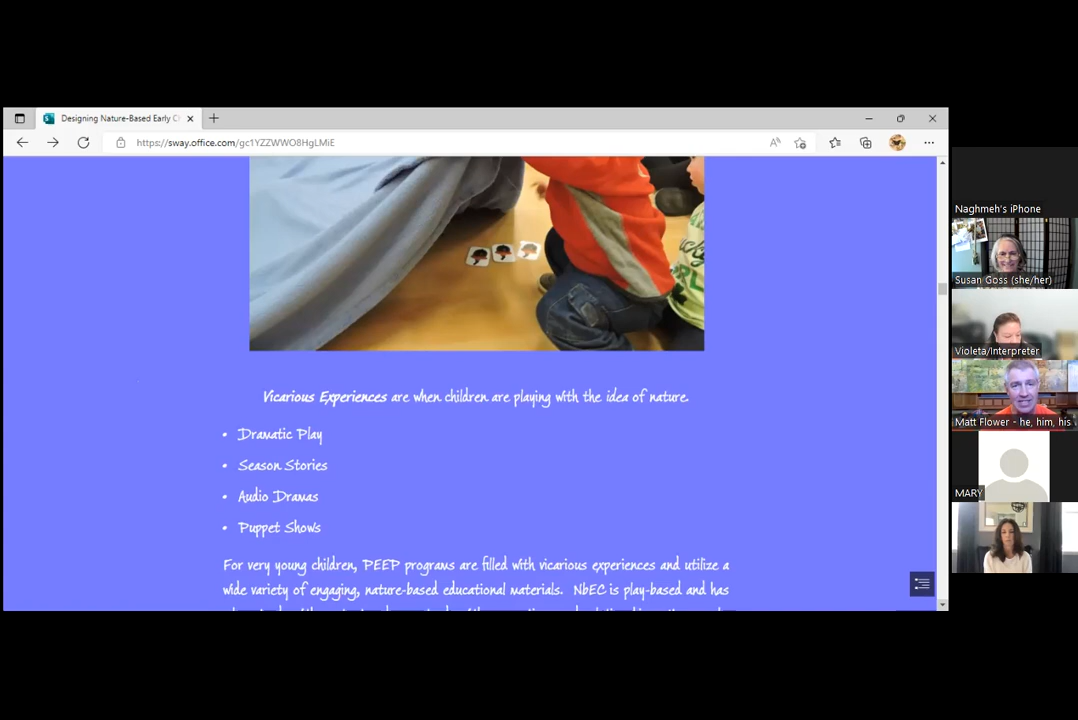 Designing Nature-Based Early C
https://sway.office.com/gc1YZZWWO8HgLMiE
Vicarious Experiences are when children are playing with the idea of nature.
• Dramatic Play
• Season Stories
• Audio Dramas
• Puppet Shows
For very young children, PEEP programs are filled with vicarious experiences and utilize a
wide variety of engaging, nature-based educational materials. NbEC is play-based and has
Naghmeh's iPhone
Susan Goss (she/her)
Violeta/Interpreter
Matt Flower - he, him, his
MARY